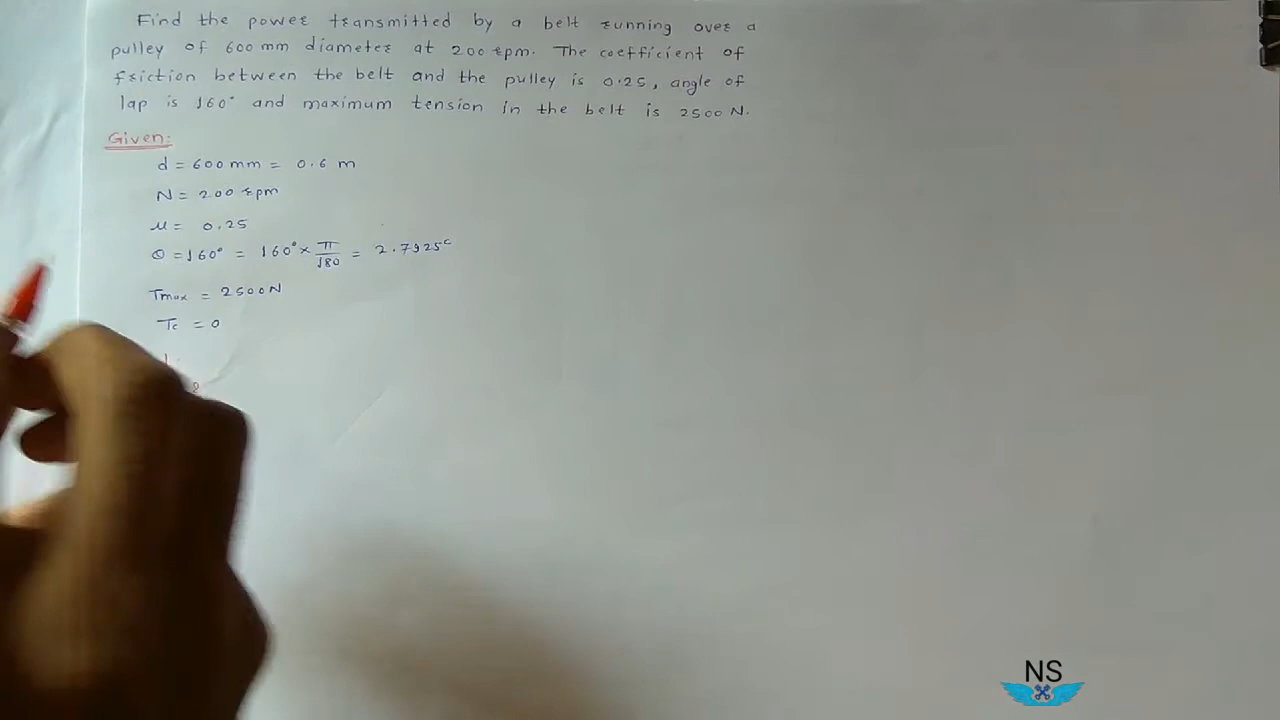 Find the power transmitted by a belt running over a
pulley of 600 mm diameter at 200 rpm. The coefficient of
friction between the belt and the pulley is 0.25, angle of
lap is 160° and maximum tension in the belt is 2500 N.
Given:
d = 600 mm = 0.6 m
N = 200 rpm
μ = 0.25
θ = 160° = 160° × π/180 = 2.7925ᶜ
Tmax = 2500 N
Tc = 0
NS